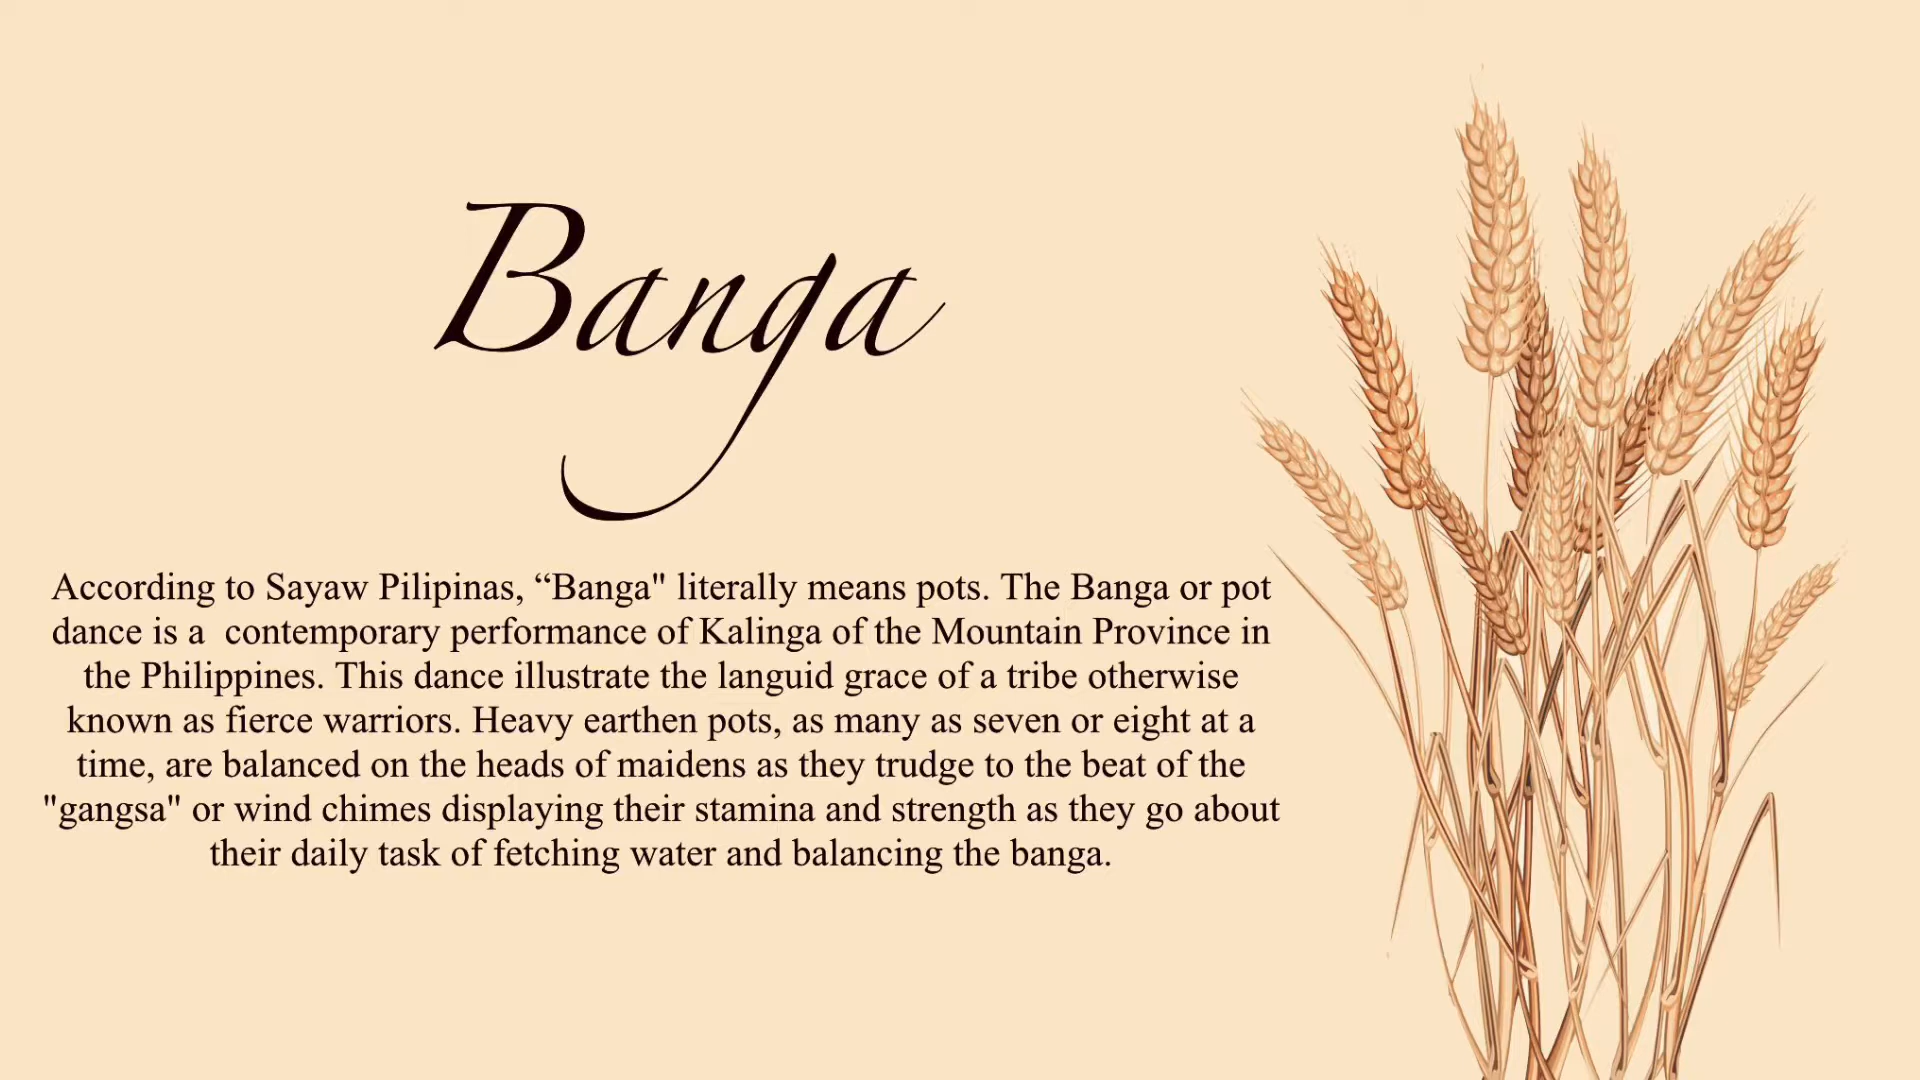 Banga
According to Sayaw Pilipinas, “Banga" literally means pots. The Banga or pot
dance is a  contemporary performance of Kalinga of the Mountain Province in
the Philippines. This dance illustrate the languid grace of a tribe otherwise
known as fierce warriors. Heavy earthen pots, as many as seven or eight at a
time, are balanced on the heads of maidens as they trudge to the beat of the
"gangsa" or wind chimes displaying their stamina and strength as they go about
their daily task of fetching water and balancing the banga.